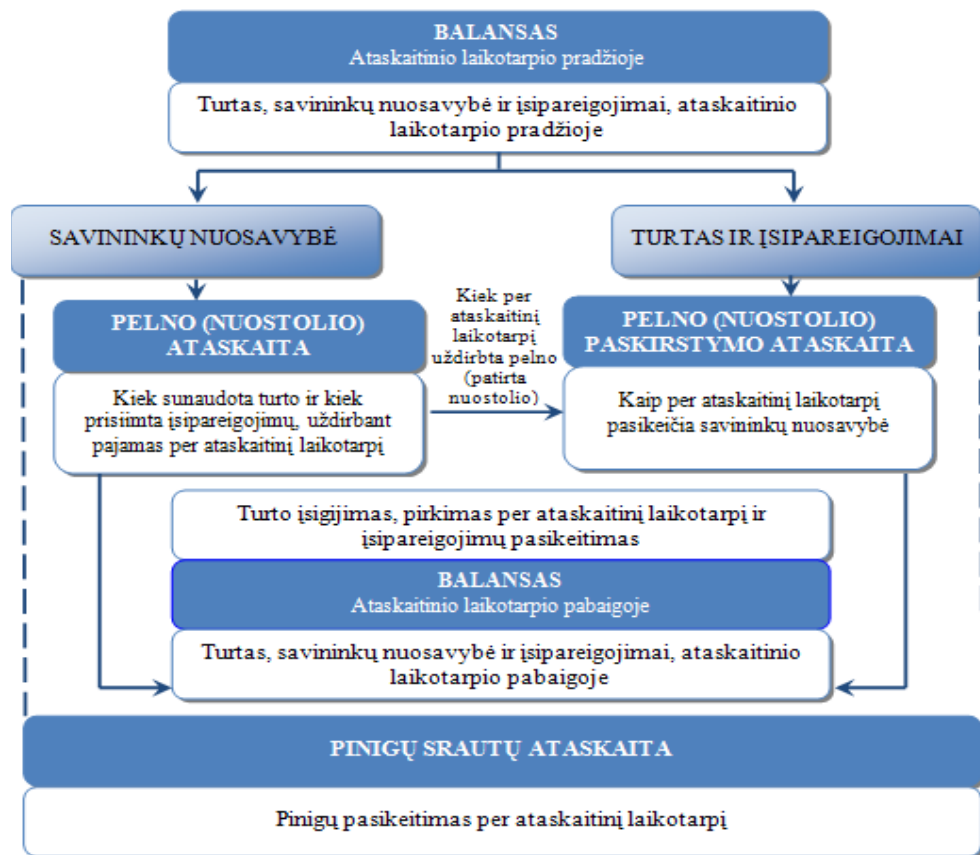 BALANSAS
Ataskaitinio laikotarpio pradžioje
Turtas, savininkų nuosavybė ir įsipareigojimai, ataskaitinio
laikotarpio pradžioje
SAVININKŲ NUOSAVYBĖ
TURTAS IR ĮSIPAREIGOJIMAI
PELNO (NUOSTOLIO)
ATASKAITA
Kiek sunaudota turto ir kiek
prisiimta įsipareigojimų, uždirbant
pajamas per ataskaitinį laikotarpį
Kiek per
ataskaitinį
laikotarpį
uždirbta pelno
(patirta
nuostolio)
PELNO (NUOSTOLIO)
PASKIRSTYMO ATASKAITA
Kaip per ataskaitinį laikotarpį
pasikeičia savininkų nuosavybė
Turto įsigijimas, pirkimas per ataskaitinį laikotarpį ir
įsipareigojimų pasikeitimas
BALANSAS
Ataskaitinio laikotarpio pabaigoje
Turtas, savininkų nuosavybė ir įsipareigojimai, ataskaitinio
laikotarpio pabaigoje
PINIGŲ SRAUTŲ ATASKAITA
Pinigų pasikeitimas per ataskaitinį laikotarpį